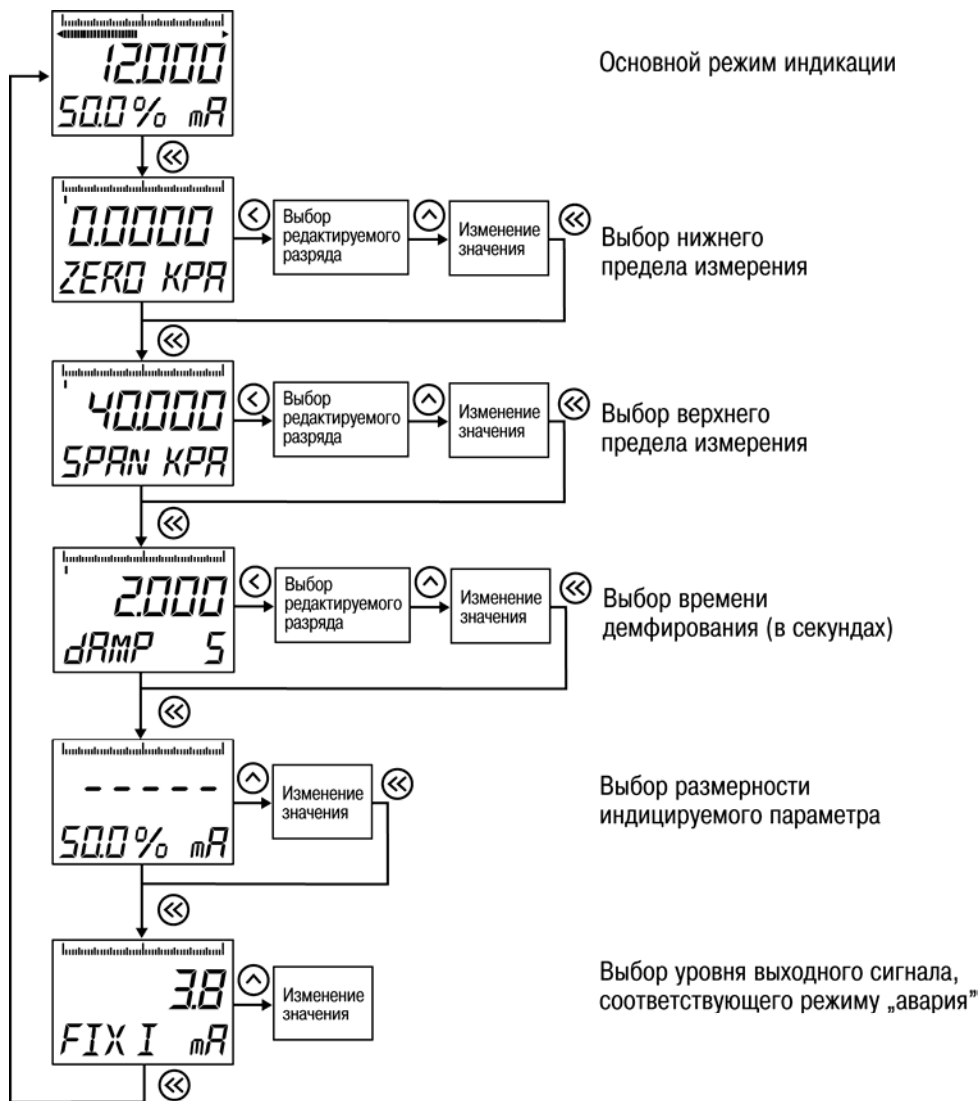 12.000
50.0% mA
Основной режим индикации
0.0000
ZERO KPA
Выбор
редактируемого
разряда
Изменение
значения
Выбор нижнего
предела измерения
40.000
SPAN KPA
Выбор
редактируемого
разряда
Изменение
значения
Выбор верхнего
предела измерения
2.000
dAMP S
Выбор
редактируемого
разряда
Изменение
значения
Выбор времени
демфирования (в секундах)
- - - - -
50.0% mA
Изменение
значения
Выбор размерности
индицируемого параметра
3.8
FIX I mA
Изменение
значения
Выбор уровня выходного сигнала,
соответствующего режиму „авария”